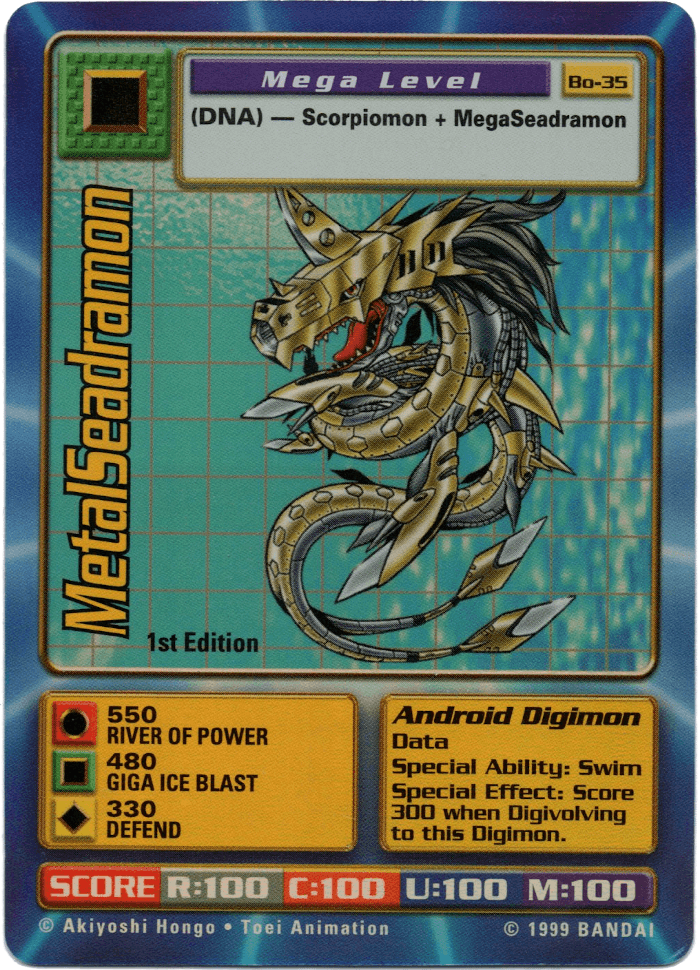 Mega Level
Bo-35
(DNA) — Scorpiomon + MegaSeadramon
MetalSeadramon
1st Edition
550
RIVER OF POWER
480
GIGA ICE BLAST
330
DEFEND
Android Digimon
Data
Special Ability: Swim
Special Effect: Score
300 when Digivolving
to this Digimon.
SCORE R:100 C:100 U:100 M:100
© Akiyoshi Hongo • Toei Animation © 1999 BANDAI